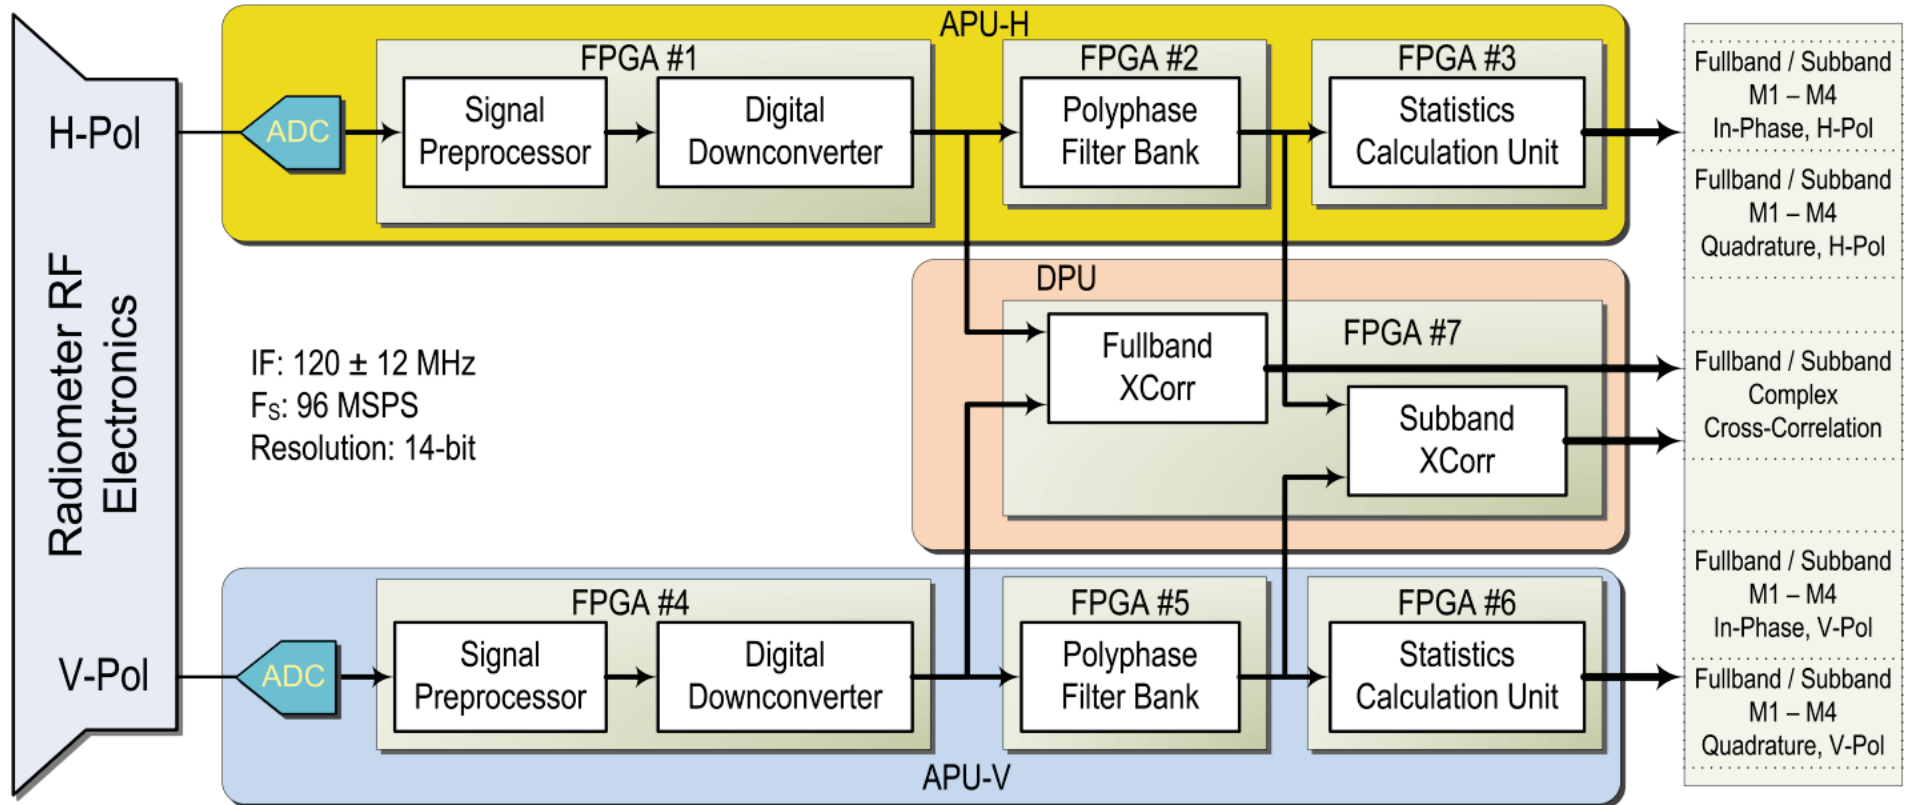 Radiometer RF
Electronics
H-Pol
V-Pol
APU-H
ADC
FPGA #1
Signal
Preprocessor
Digital
Downconverter
FPGA #2
Polyphase
Filter Bank
FPGA #3
Statistics
Calculation Unit
Fullband / Subband
M1 – M4
In-Phase, H-Pol
Fullband / Subband
M1 – M4
Quadrature, H-Pol
IF: 120 ± 12 MHz
FS: 96 MSPS
Resolution: 14-bit
DPU
FPGA #7
Fullband
XCorr
Subband
XCorr
Fullband / Subband
Complex
Cross-Correlation
ADC
FPGA #4
Signal
Preprocessor
Digital
Downconverter
FPGA #5
Polyphase
Filter Bank
FPGA #6
Statistics
Calculation Unit
APU-V
Fullband / Subband
M1 – M4
In-Phase, V-Pol
Fullband / Subband
M1 – M4
Quadrature, V-Pol